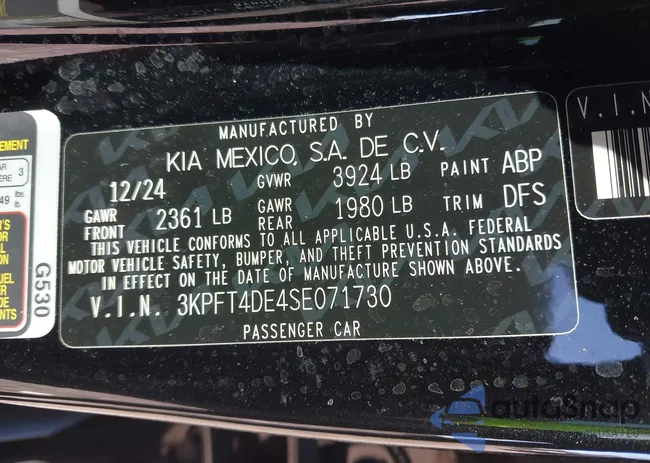 MANUFACTURED BY
KIA MEXICO, S.A. DE C.V.
12/24 GVWR 3924 LB PAINT ABP
GAWR FRONT 2361 LB GAWR REAR 1980 LB TRIM DFS
THIS VEHICLE CONFORMS TO ALL APPLICABLE U.S.A. FEDERAL
MOTOR VEHICLE SAFETY, BUMPER, AND THEFT PREVENTION STANDARDS
IN EFFECT ON THE DATE OF MANUFACTURE SHOWN ABOVE.
V.I.N. 3KPFT4DE4SE071730
PASSENGER CAR
G530
V.I.N
autoSnap